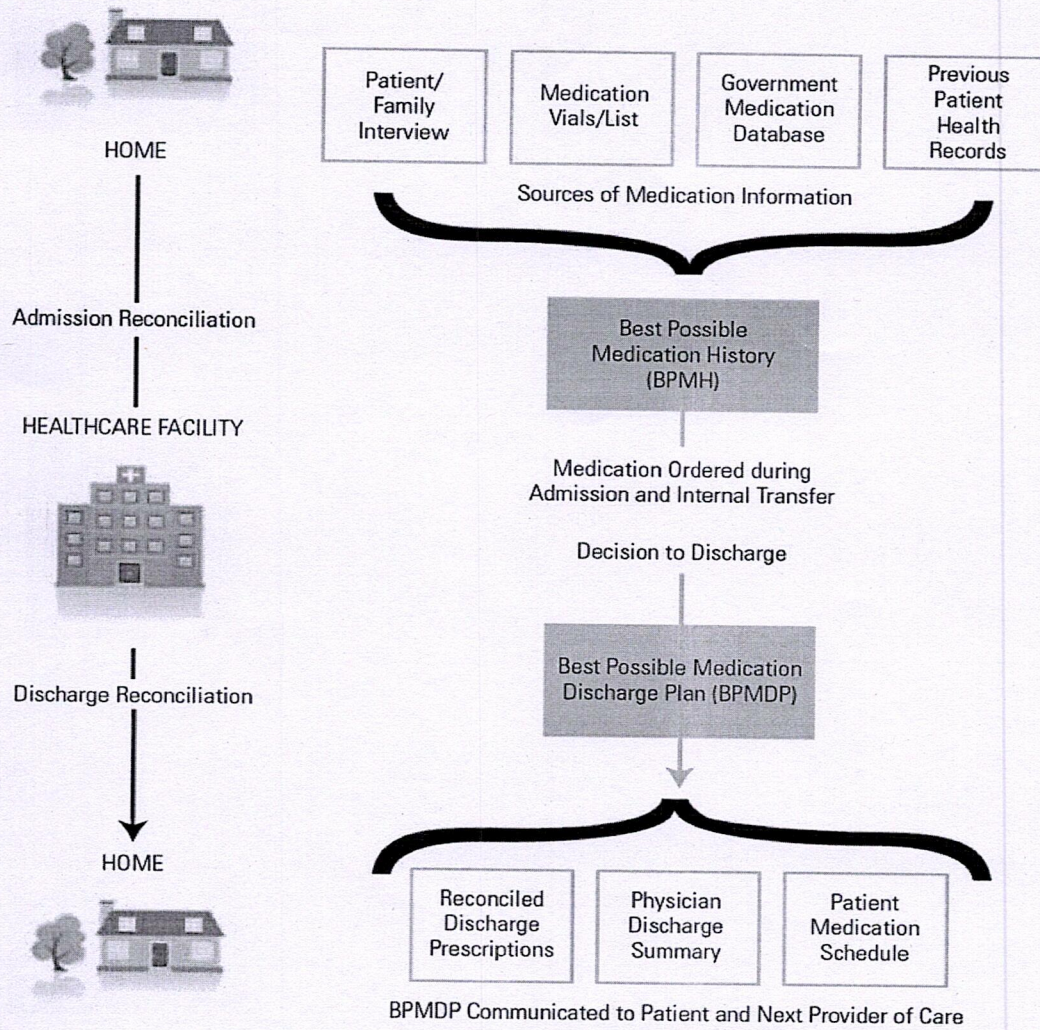 HOME
Admission Reconciliation
HEALTHCARE FACILITY
Discharge Reconciliation
HOME
Patient/
Family
Interview
Medication
Vials/List
Government
Medication
Database
Previous
Patient
Health
Records
Sources of Medication Information
Best Possible
Medication History
(BPMH)
Medication Ordered during
Admission and Internal Transfer
Decision to Discharge
Best Possible Medication
Discharge Plan (BPMDP)
Reconciled
Discharge
Prescriptions
Physician
Discharge
Summary
Patient
Medication
Schedule
BPMDP Communicated to Patient and Next Provider of Care